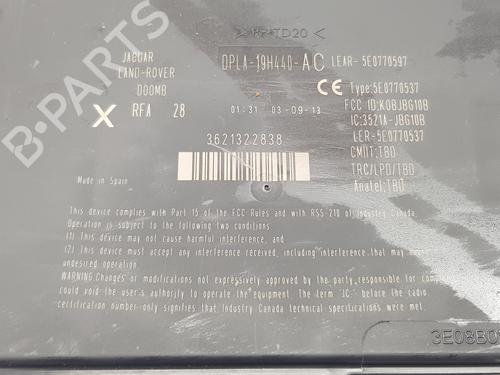 JAGUAR
LAND-ROVER
DOOMB
X RFA 28
DPLA-19H440-AC
01:31 03-09-13
3621322838
LEAR-5E0770597
CE Type:5E0770537
FCC ID:KOBJBG10B
IC:3521A-JBG10B
LER-5E0770537
CMIIT:TBD
TRC/LPD/TBD
Anatel:TBD
Made in Spain
This device complies with Part 15 of the FCC Rules and with RSS-210 of Industry Canada.
Operation is subject to the following two conditions:
(1) This device may not cause harmful interference, and
(2) This device must accept any interference received, including interference that may cause
undesired operation.
WARNING:Changes or modifications not expressively approved by the party responsible for compliance
could void the user's authority to operate the equipment. The term "IC:" before the radio
certification number only signifies that Industry Canada technical specifications were met.
B-PARTS